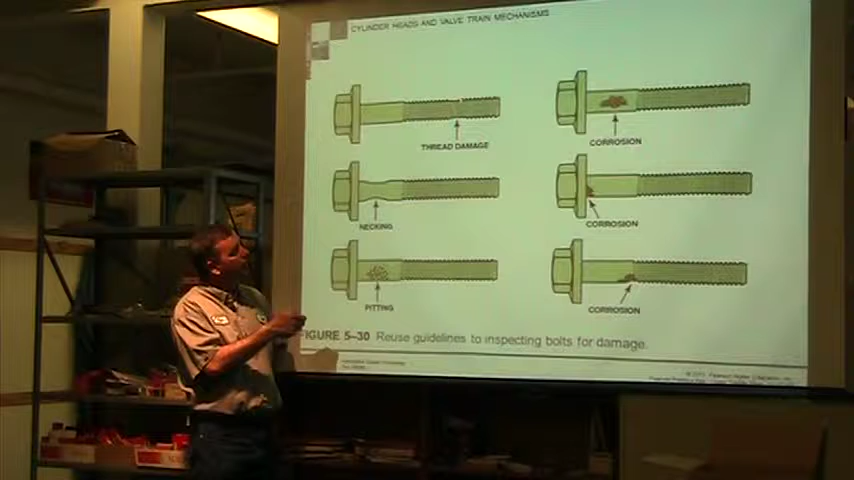 CYLINDER HEADS AND VALVE TRAIN MECHANISMS
THREAD DAMAGE
CORROSION
NECKING
CORROSION
PITTING
CORROSION
FIGURE 5–30 Reuse guidelines to inspecting bolts for damage.